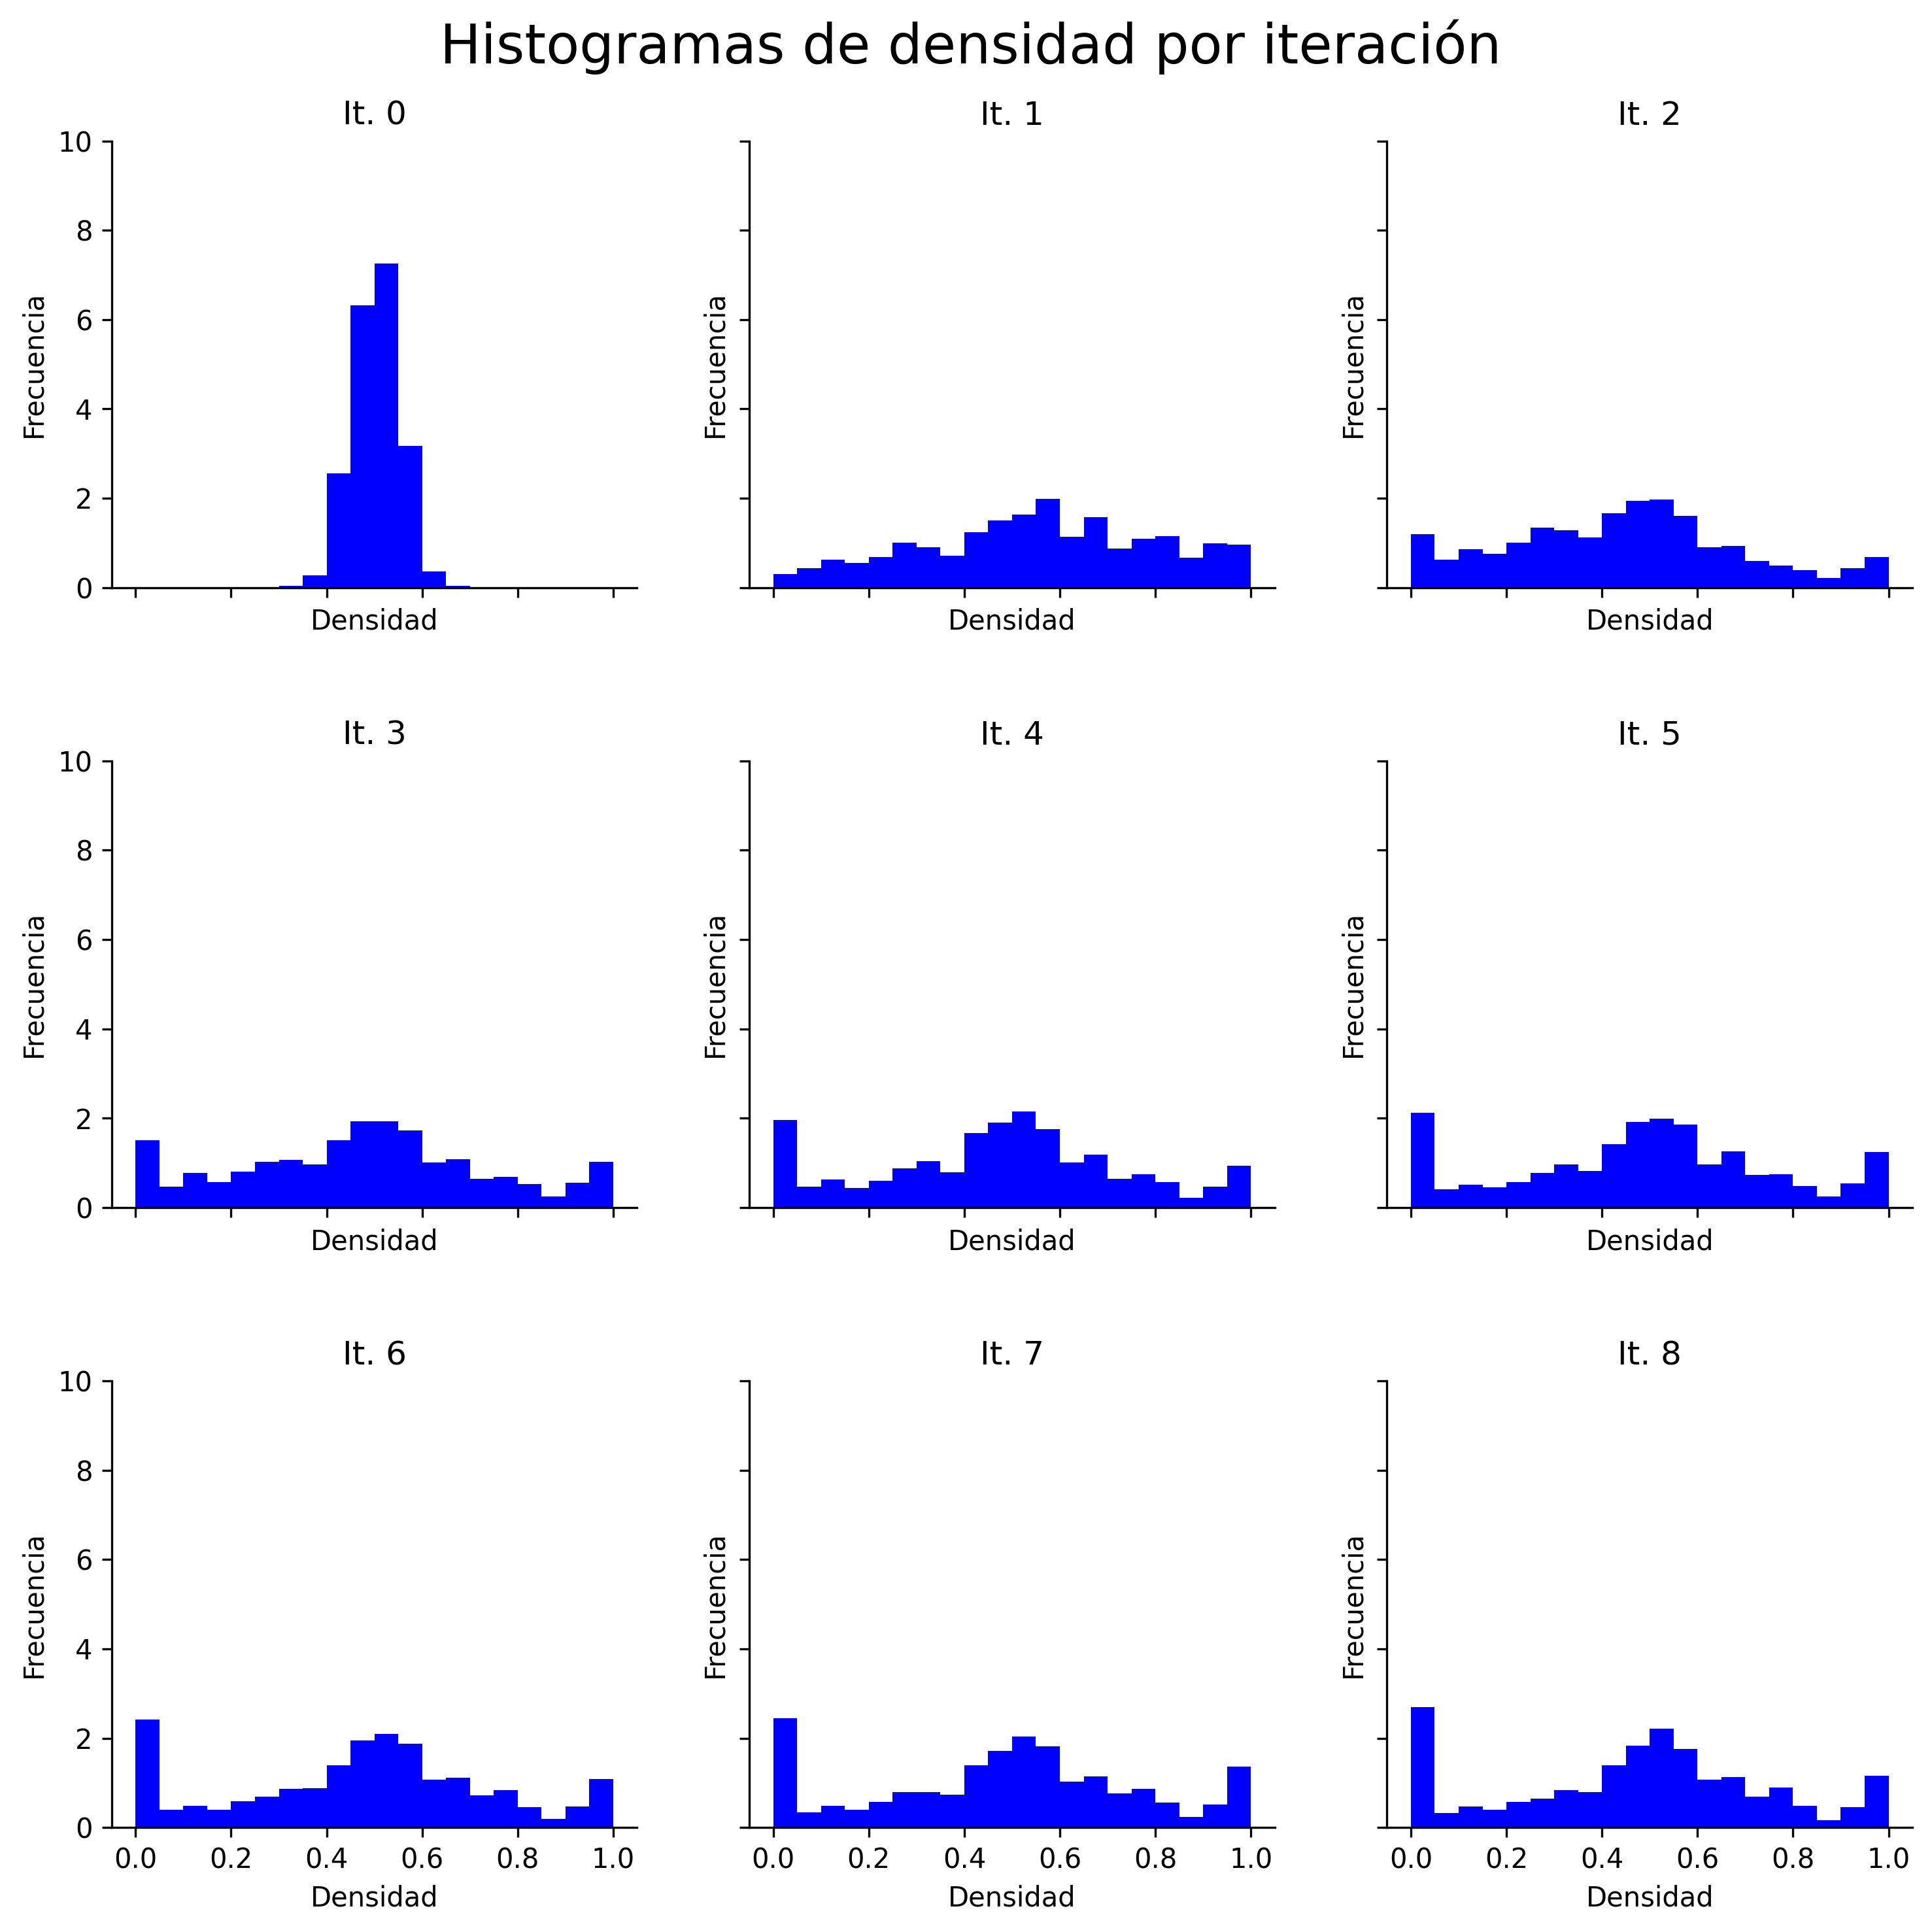 Histogramas de densidad por iteración
It. 0
It. 1
It. 2
10
8
6
4
2
0
Frecuencia
Frecuencia
Frecuencia
Densidad
Densidad
Densidad
It. 3
It. 4
It. 5
10
8
6
4
2
0
Frecuencia
Frecuencia
Frecuencia
Densidad
Densidad
Densidad
It. 6
It. 7
It. 8
10
8
6
4
2
0
Frecuencia
Frecuencia
Frecuencia
0.0 0.2 0.4 0.6 0.8 1.0
0.0 0.2 0.4 0.6 0.8 1.0
0.0 0.2 0.4 0.6 0.8 1.0
Densidad
Densidad
Densidad